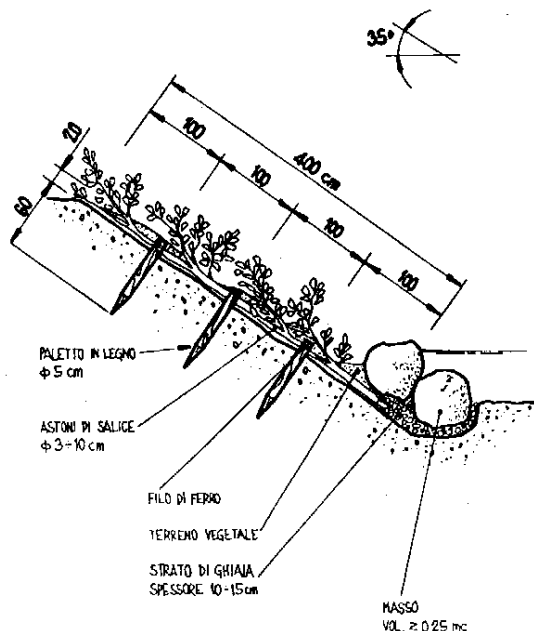 35°
400 cm
100
100
100
100
20
60
PALETTO IN LEGNO
ϕ 5 cm
ASTONI DI SALICE
ϕ 3÷10 cm
FILO DI FERRO
TERRENO VEGETALE
STRATO DI GHIAIA
SPESSORE 10-15 cm
MASSO
VOL. ≥ 0.25 mc